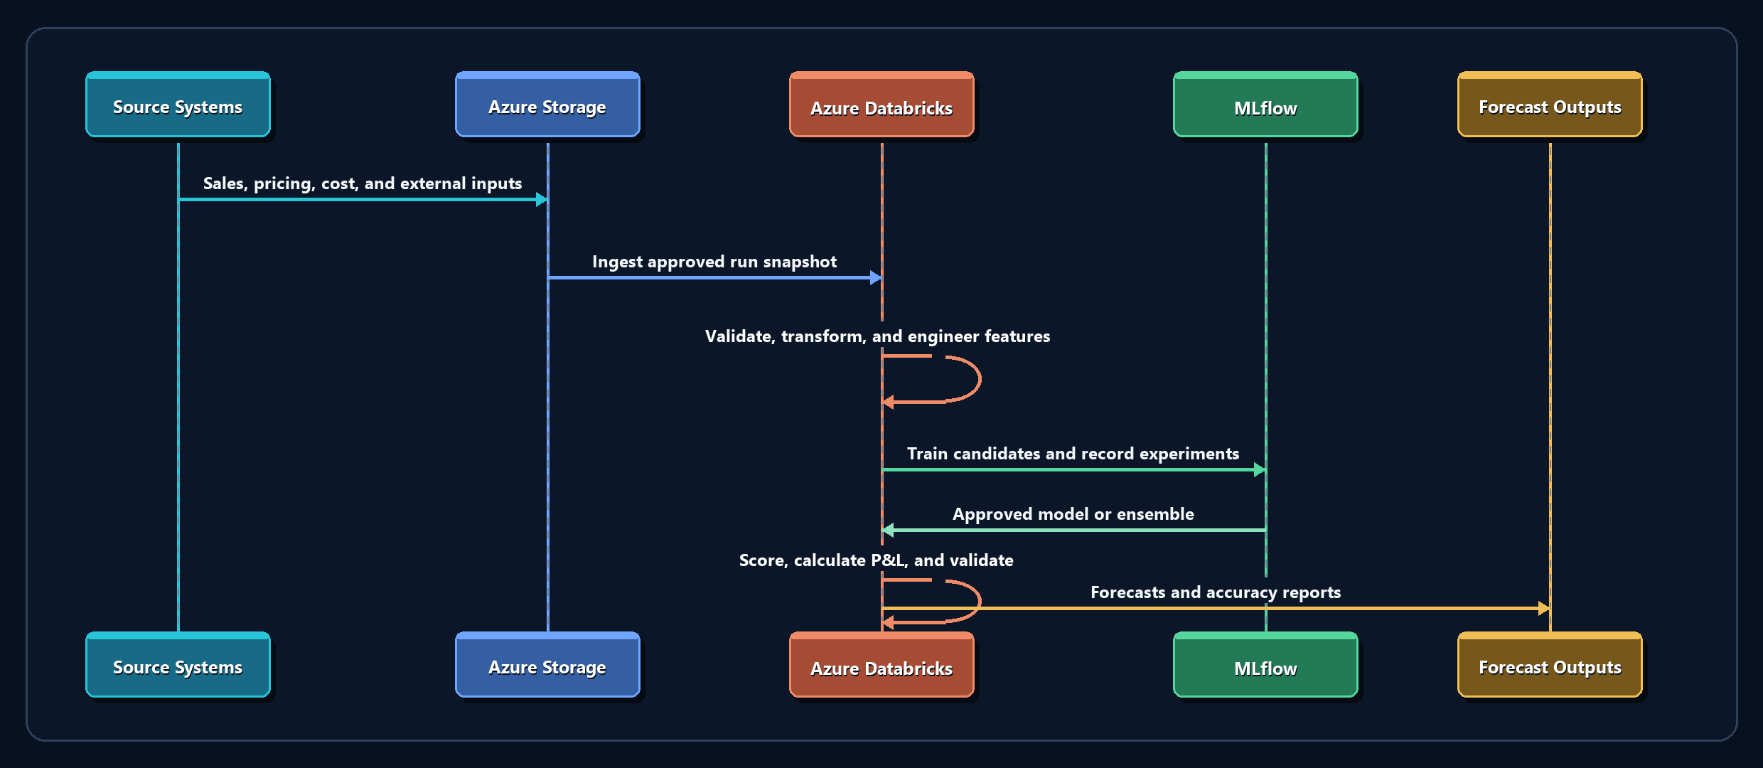 Source Systems
Azure Storage
Azure Databricks
MLflow
Forecast Outputs
Sales, pricing, cost, and external inputs
Ingest approved run snapshot
Validate, transform, and engineer features
Train candidates and record experiments
Approved model or ensemble
Score, calculate P&L, and validate
Forecasts and accuracy reports
Source Systems
Azure Storage
Azure Databricks
MLflow
Forecast Outputs